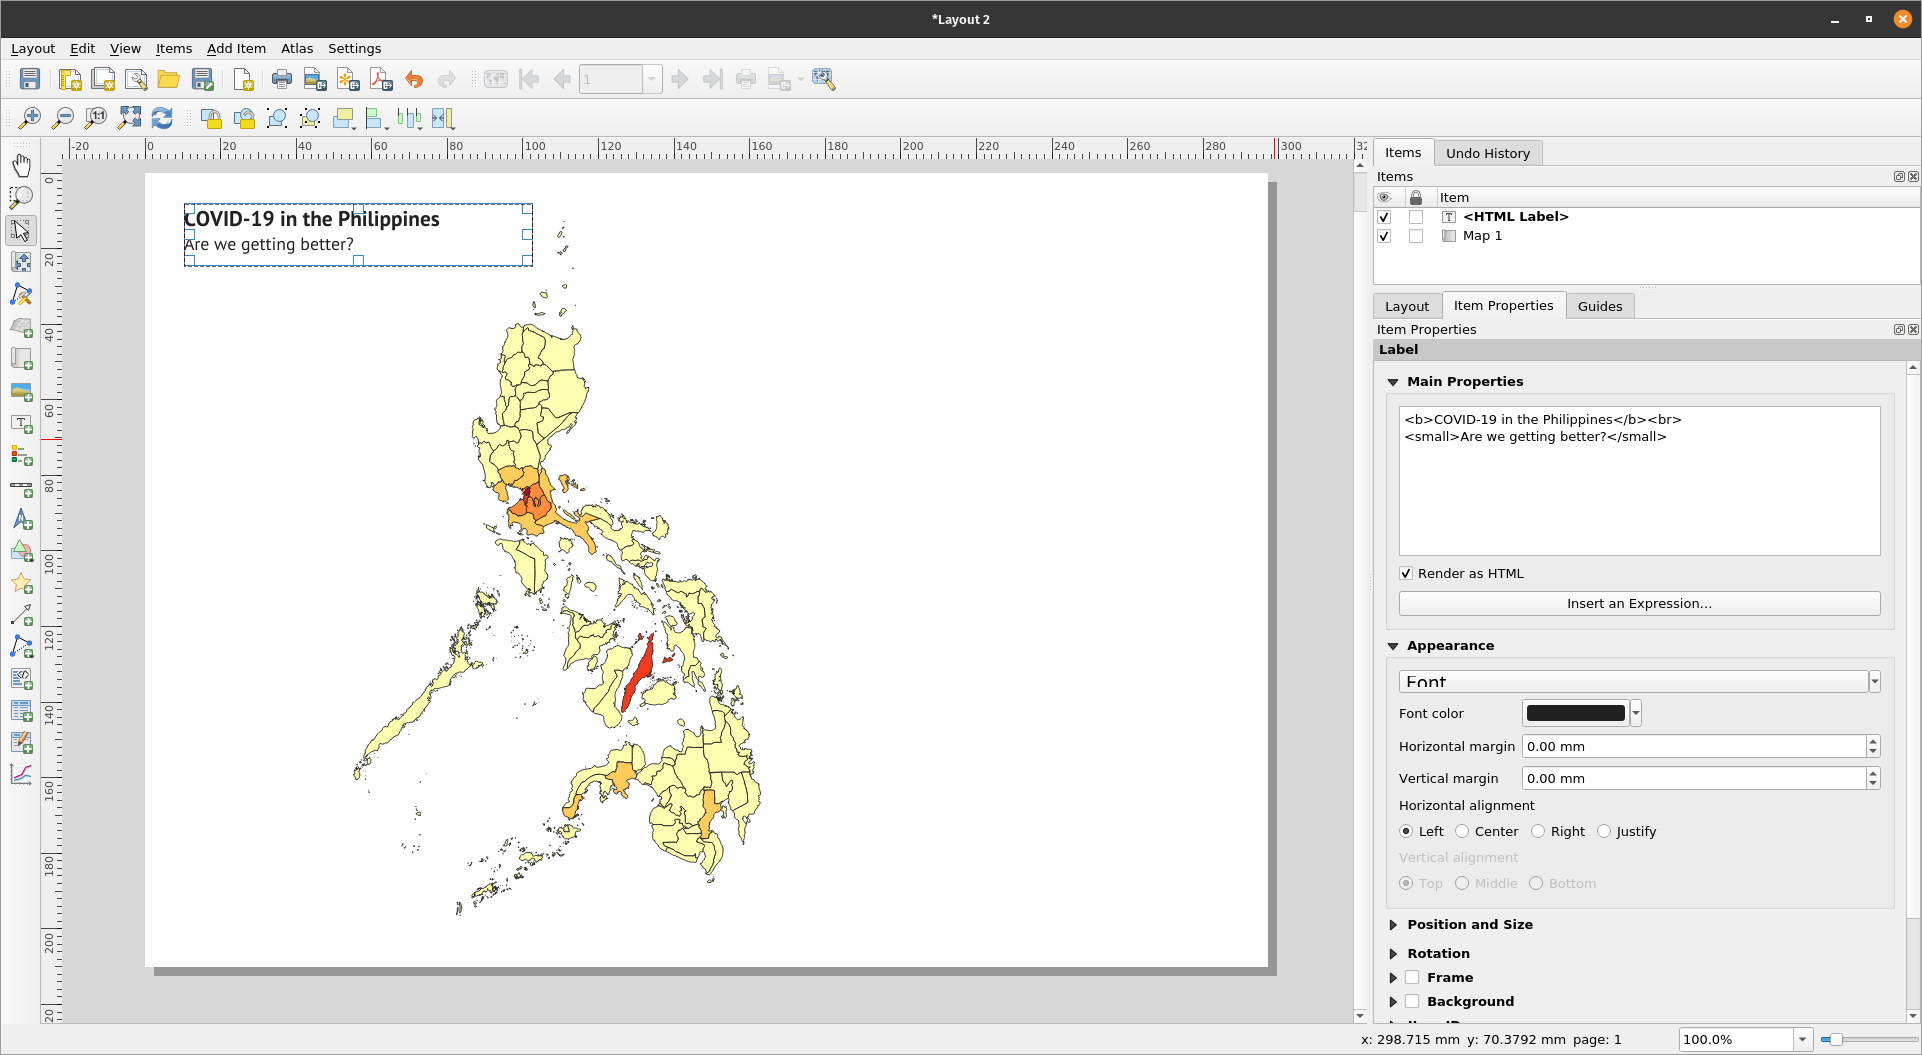 *Layout 2
Layout Edit View Items Add Item Atlas Settings
1
1:1
-20 0 20 40 60 80 100 120 140 160 180 200 220 240 260 280 300 32
0 20 40 60 80 100 120 140 160 180 200 20
COVID-19 in the Philippines
Are we getting better?
Items Undo History
Items
Item
<HTML Label>
Map 1
Layout Item Properties Guides
Item Properties
Label
Main Properties
<b>COVID-19 in the Philippines</b><br>
<small>Are we getting better?</small>
Render as HTML
Insert an Expression...
Appearance
Font
Font color
Horizontal margin 0.00 mm
Vertical margin 0.00 mm
Horizontal alignment
Left Center Right Justify
Vertical alignment
Top Middle Bottom
Position and Size
Rotation
Frame
Background
x: 298.715 mm y: 70.3792 mm page: 1 100.0%